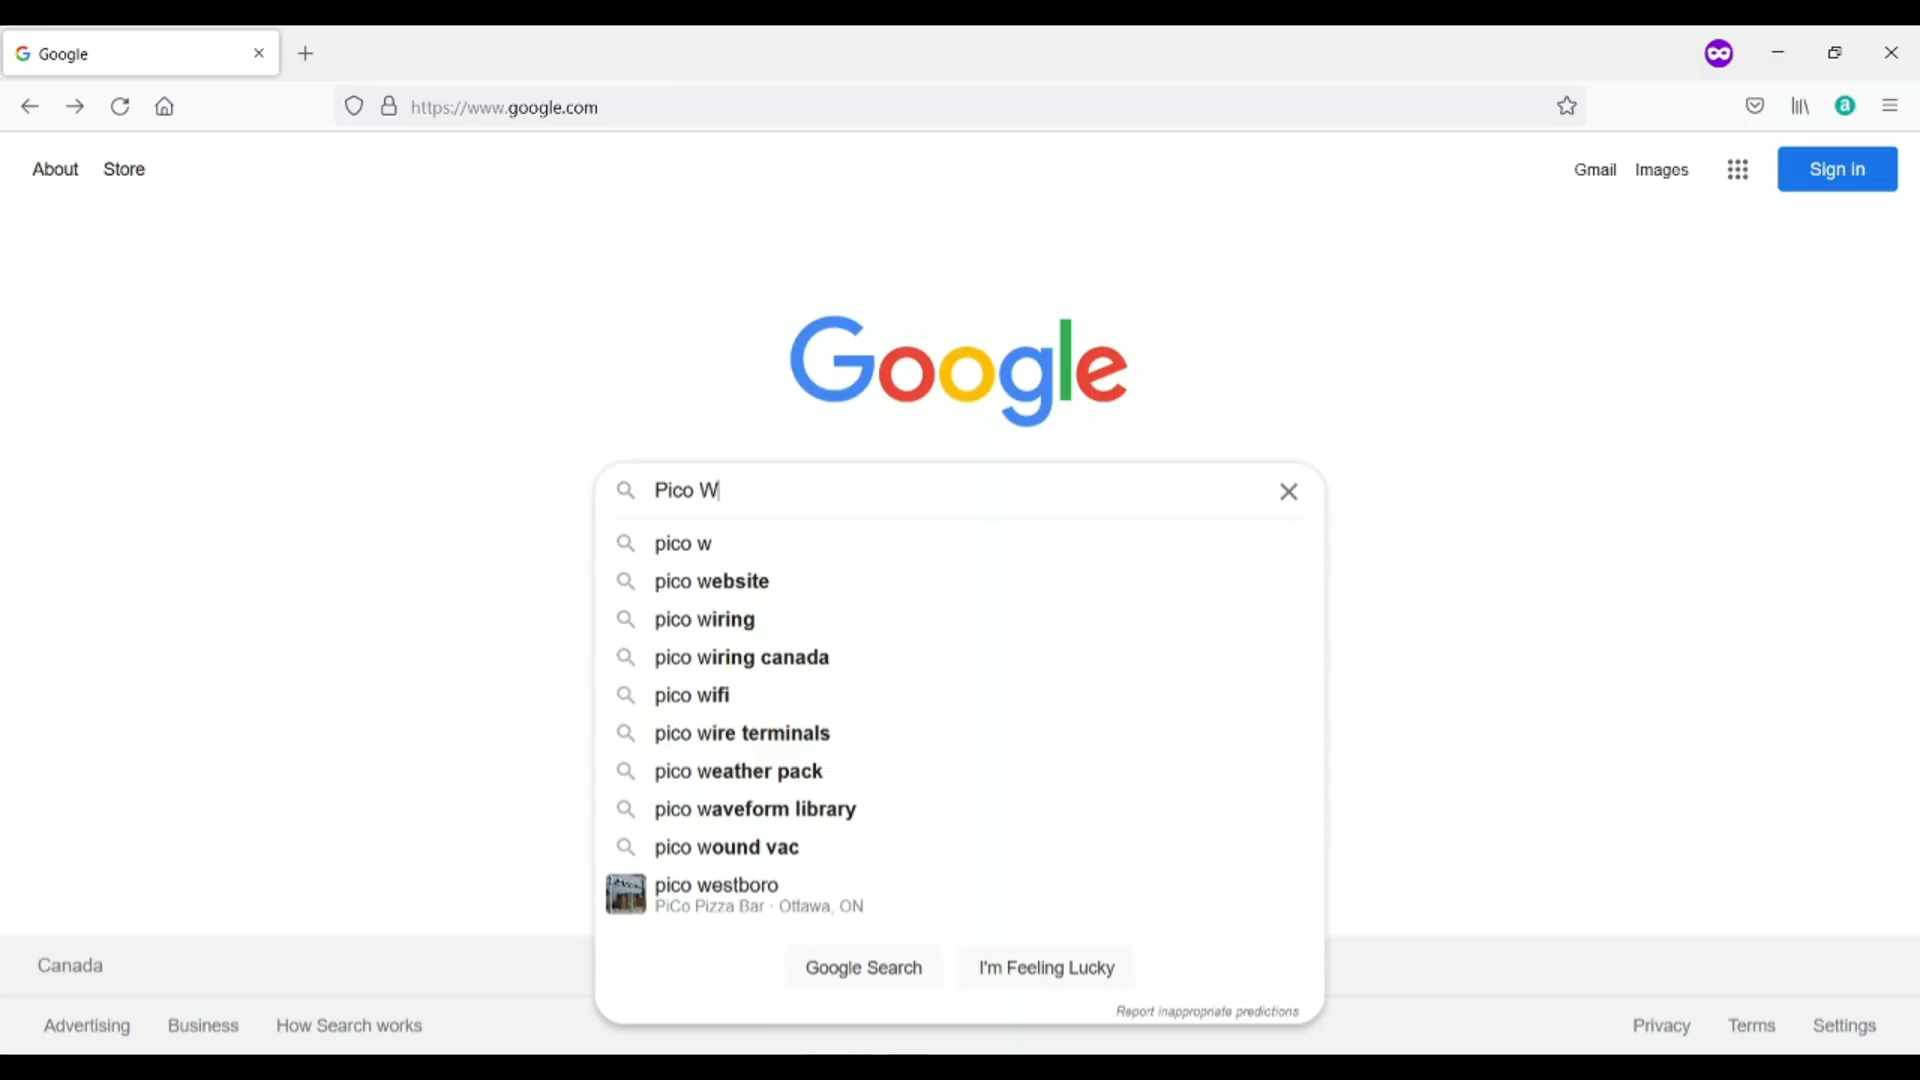 Google
https://www.google.com
About Store
Gmail Images Sign in
Google
Pico W
pico w
pico website
pico wiring
pico wiring canada
pico wifi
pico wire terminals
pico weather pack
pico waveform library
pico wound vac
pico westboro
PiCo Pizza Bar · Ottawa, ON
Google Search I'm Feeling Lucky
Report inappropriate predictions
Canada
Advertising Business How Search works
Privacy Terms Settings